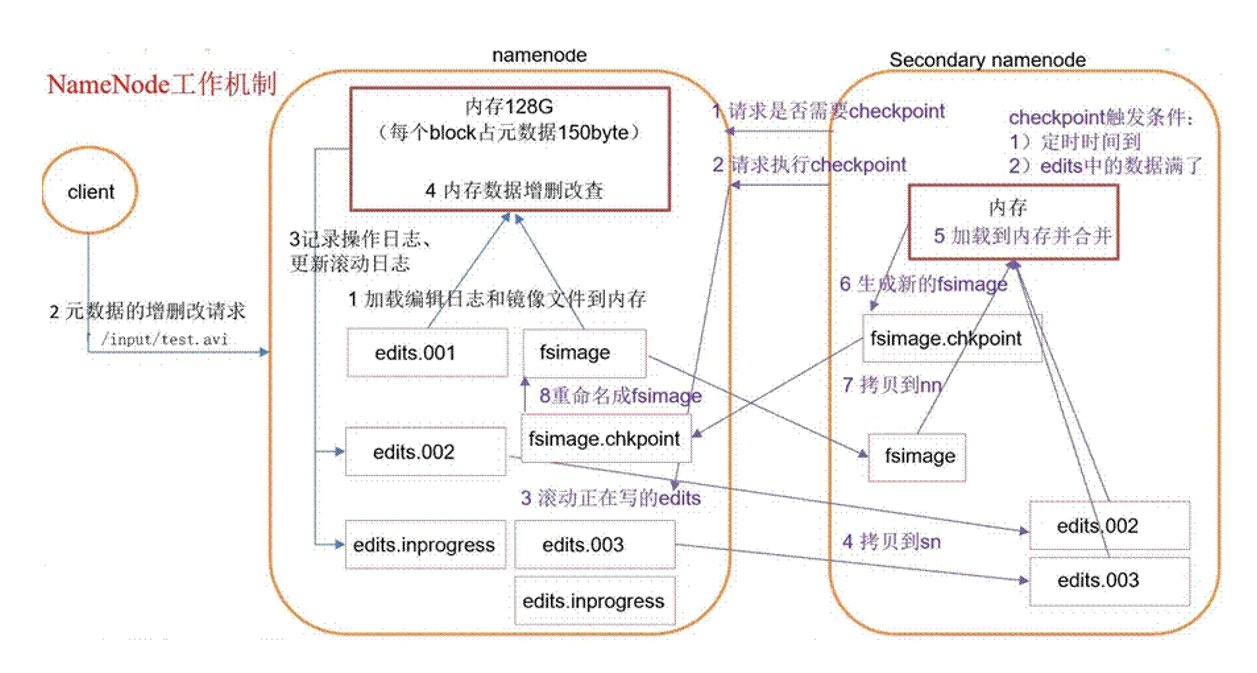 NameNode工作机制
namenode
Secondary namenode
内存128G
（每个block占元数据150byte）
4 内存数据增删改查
client
3记录操作日志、
更新滚动日志
1 加载编辑日志和镜像文件到内存
2 元数据的增删改请求
/input/test.avi
edits.001
fsimage
8重命名成fsimage
fsimage.chkpoint
edits.002
3 滚动正在写的edits
edits.inprogress
edits.003
edits.inprogress
1 请求是否需要checkpoint
2 请求执行checkpoint
checkpoint触发条件：
1）定时时间到
2）edits中的数据满了
内存
5 加载到内存并合并
6 生成新的fsimage
fsimage.chkpoint
7 拷贝到nn
fsimage
4 拷贝到sn
edits.002
edits.003